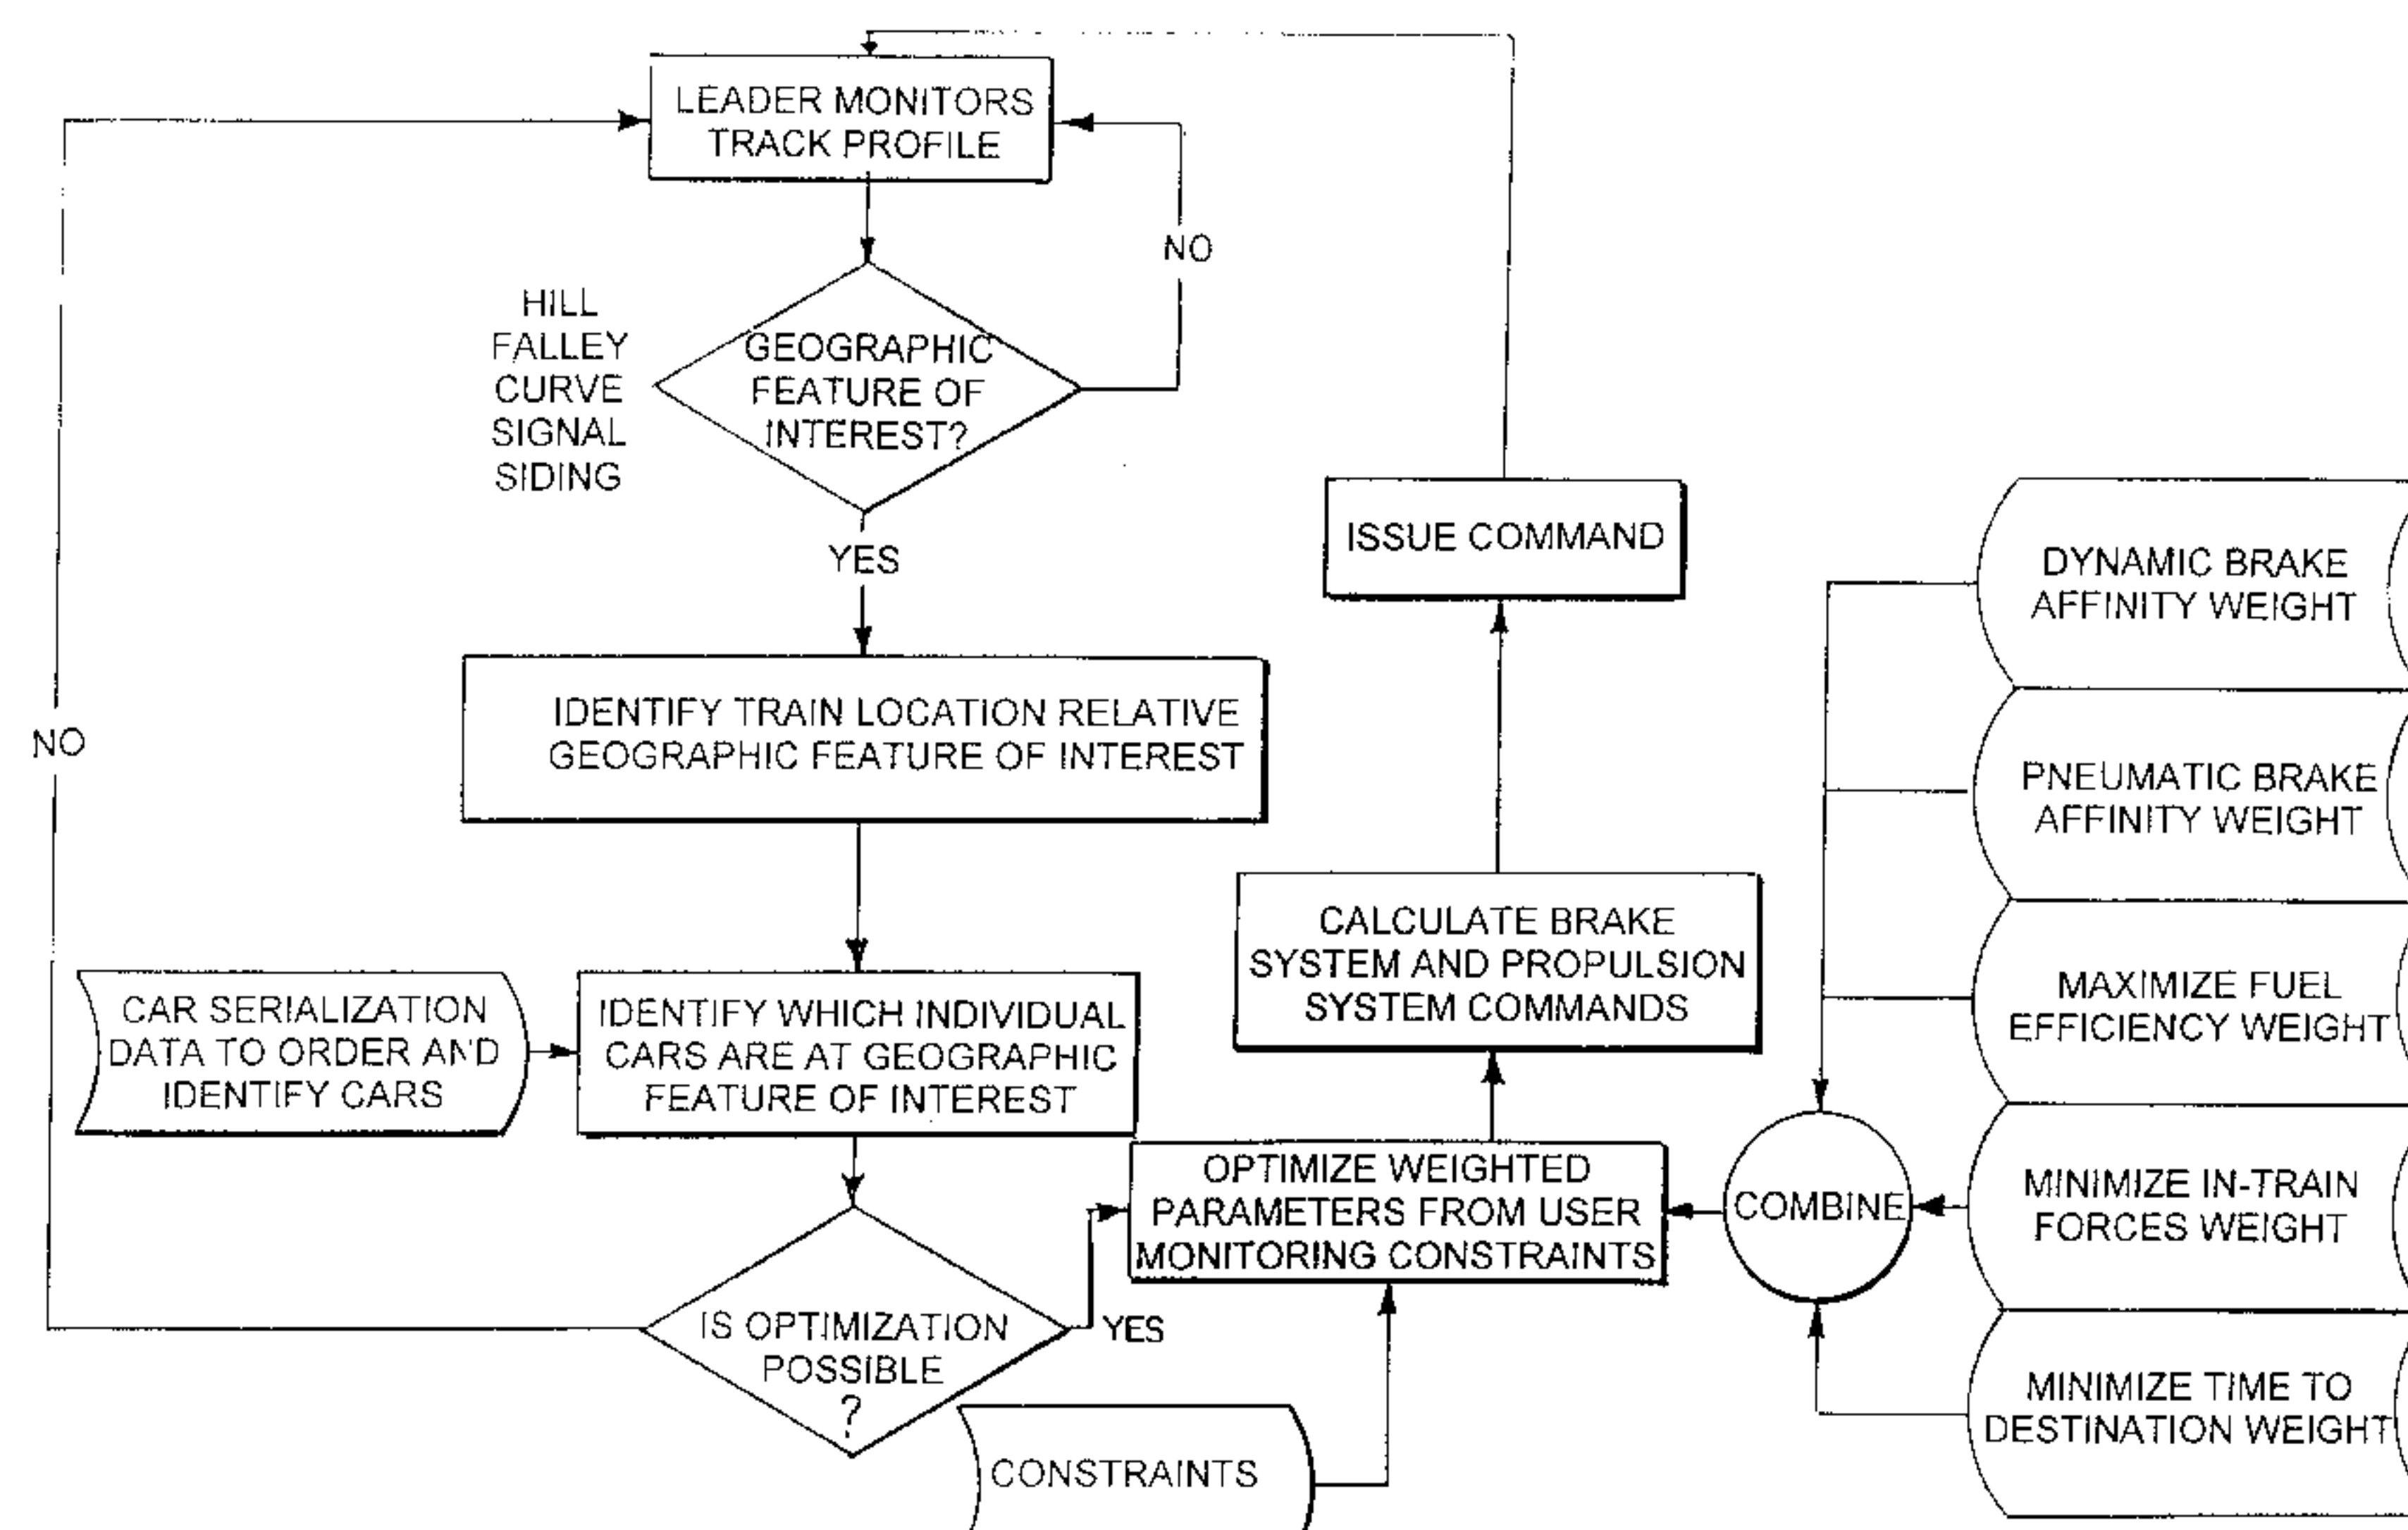 LEADER MONITORS
TRACK PROFILE
NO
HILL
FALLEY
CURVE
SIGNAL
SIDING
GEOGRAPHIC
FEATURE OF
INTEREST?
YES
ISSUE COMMAND
DYNAMIC BRAKE
AFFINITY WEIGHT
IDENTIFY TRAIN LOCATION RELATIVE
GEOGRAPHIC FEATURE OF INTEREST
NO
PNEUMATIC BRAKE
AFFINITY WEIGHT
CALCULATE BRAKE
SYSTEM AND PROPULSION
SYSTEM COMMANDS
MAXIMIZE FUEL
EFFICIENCY WEIGHT
CAR SERIALIZATION
DATA TO ORDER AND
IDENTIFY CARS
IDENTIFY WHICH INDIVIDUAL
CARS ARE AT GEOGRAPHIC
FEATURE OF INTEREST
OPTIMIZE WEIGHTED
PARAMETERS FROM USER
MONITORING CONSTRAINTS
COMBINE
MINIMIZE IN-TRAIN
FORCES WEIGHT
IS OPTIMIZATION
POSSIBLE
?
YES
MINIMIZE TIME TO
DESTINATION WEIGHT
CONSTRAINTS